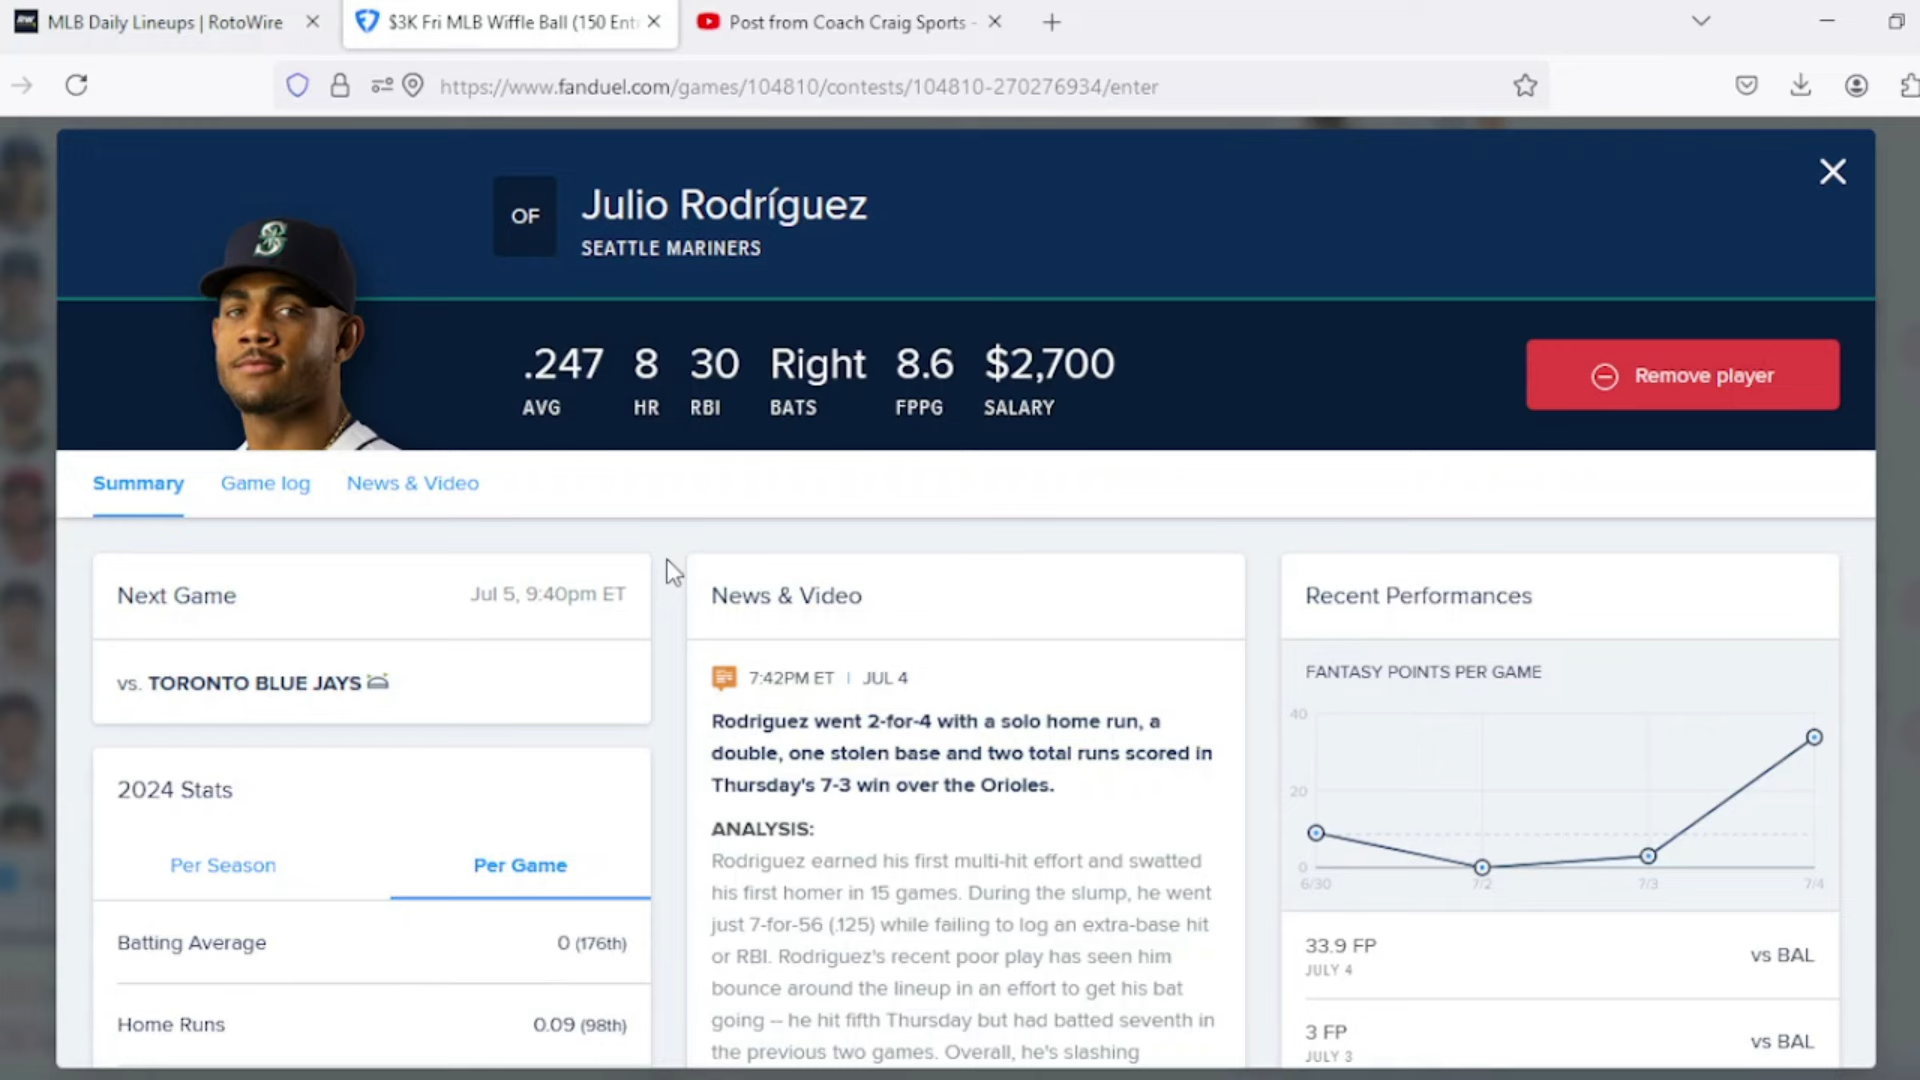 MLB Daily Lineups | RotoWire
$3K Fri MLB Wiffle Ball (150 Ent
Post from Coach Craig Sports -
https://www.fanduel.com/games/104810/contests/104810-270276934/enter
OF
Julio Rodríguez
SEATTLE MARINERS
.247 8 30 Right 8.6 $2,700
AVG HR RBI BATS FPPG SALARY
Remove player
Summary Game log News & Video
Next Game Jul 5, 9:40pm ET
vs. TORONTO BLUE JAYS
2024 Stats
Per Season Per Game
Batting Average 0 (176th)
Home Runs 0.09 (98th)
News & Video
7:42PM ET | JUL 4
Rodriguez went 2-for-4 with a solo home run, a
double, one stolen base and two total runs scored in
Thursday's 7-3 win over the Orioles.
ANALYSIS:
Rodriguez earned his first multi-hit effort and swatted
his first homer in 15 games. During the slump, he went
just 7-for-56 (.125) while failing to log an extra-base hit
or RBI. Rodriguez's recent poor play has seen him
bounce around the lineup in an effort to get his bat
going -- he hit fifth Thursday but had batted seventh in
the previous two games. Overall, he's slashing
Recent Performances
FANTASY POINTS PER GAME
40
20
0
6/30 7/2 7/3 7/4
33.9 FP vs BAL
JULY 4
3 FP vs BAL
JULY 3